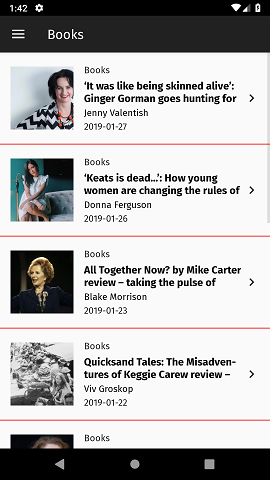 1:42
Books
Books
‘It was like being skinned alive’:
Ginger Gorman goes hunting for
Jenny Valentish
2019-01-27
Books
‘Keats is dead...’: How young
women are changing the rules of
Donna Ferguson
2019-01-26
Books
All Together Now? by Mike Carter
review – taking the pulse of
Blake Morrison
2019-01-23
Books
Quicksand Tales: The Misadven-
tures of Keggie Carew review –
Viv Groskop
2019-01-22
Books